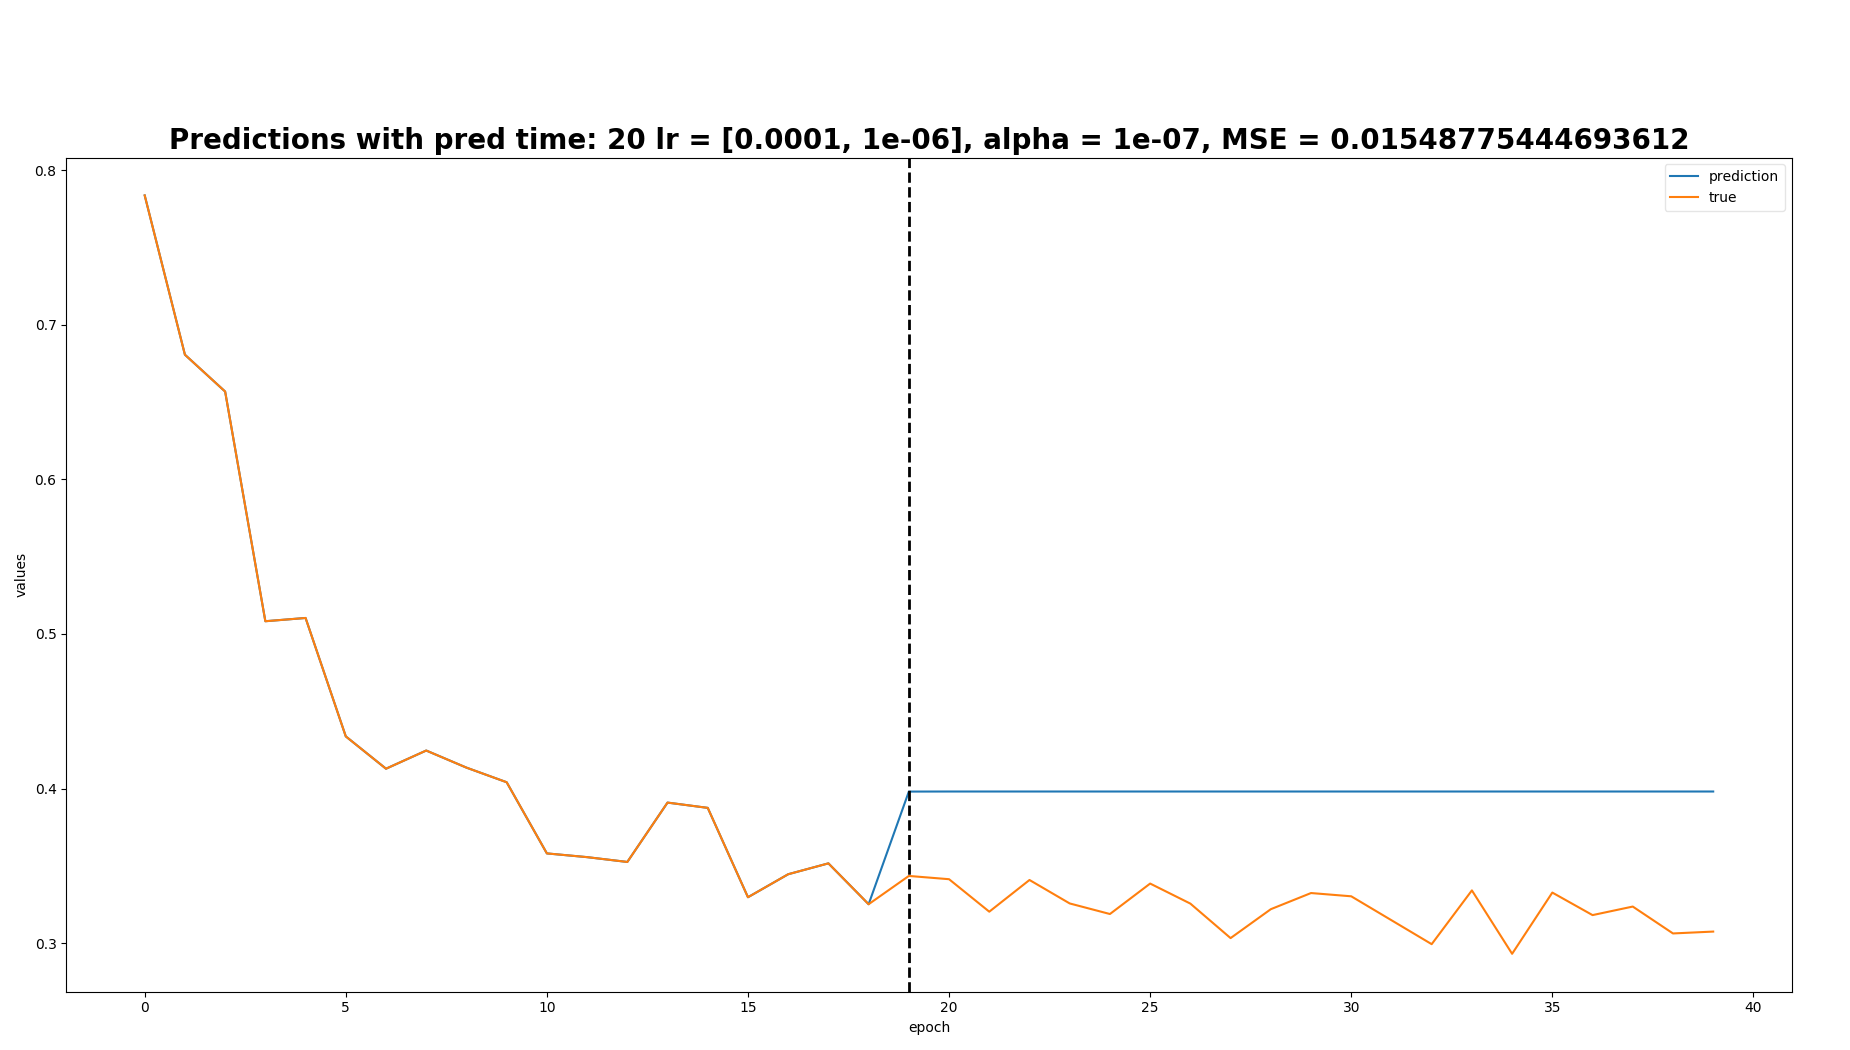 Predictions with pred time: 20 lr = [0.0001, 1e-06], alpha = 1e-07, MSE = 0.01548775444693612
prediction
true
0.8
0.7
0.6
0.5
0.4
0.3
values
0 5 10 15 20 25 30 35 40
epoch